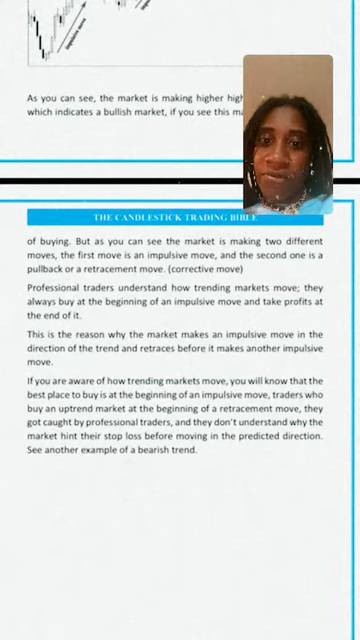 Impulsive move
As you can see, the market is making higher high
which indicates a bullish market, if you see this ma
THE CANDLESTICK TRADING BIBLE
of buying. But as you can see the market is making two different
moves, the first move is an impulsive move, and the second one is a
pullback or a retracement move. (corrective move)
Professional traders understand how trending markets move; they
always buy at the beginning of an impulsive move and take profits at
the end of it.
This is the reason why the market makes an impulsive move in the
direction of the trend and retraces before it makes another impulsive
move.
If you are aware of how trending markets move, you will know that the
best place to buy is at the beginning of an impulsive move, traders who
buy an uptrend market at the beginning of a retracement move, they
got caught by professional traders, and they don't understand why the
market hint their stop loss before moving in the predicted direction.
See another example of a bearish trend.